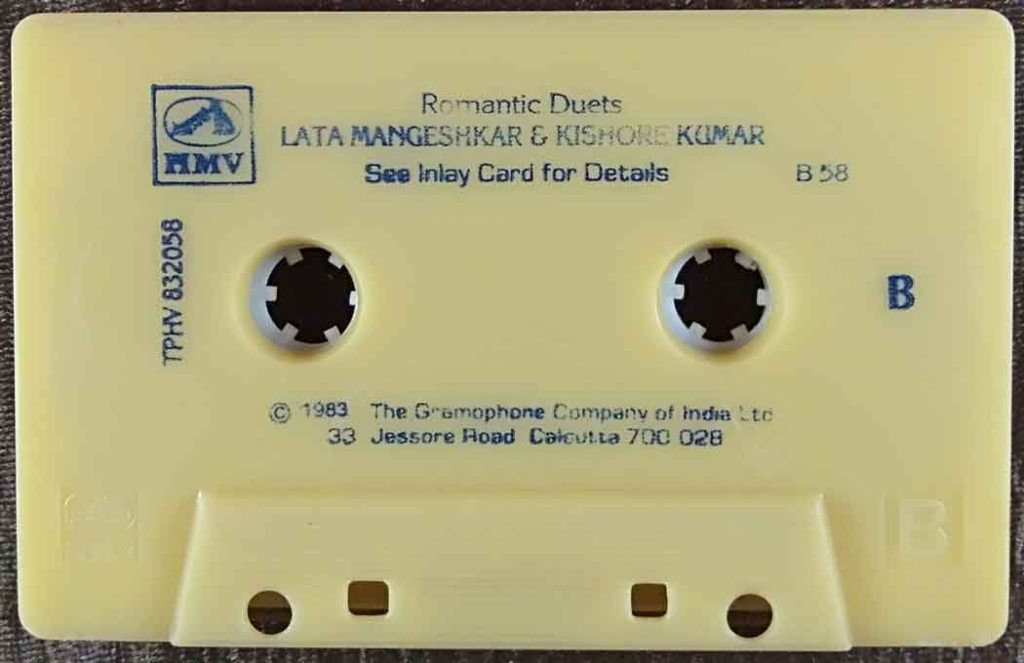 Romantic Duets
LATA MANGESHKAR & KISHORE KUMAR
HMV
See Inlay Card for Details
B 58
TPHV 832058
B
© 1983 The Gramophone Company of India Ltd
33 Jessore Road Calcutta 700 028
HMV
B